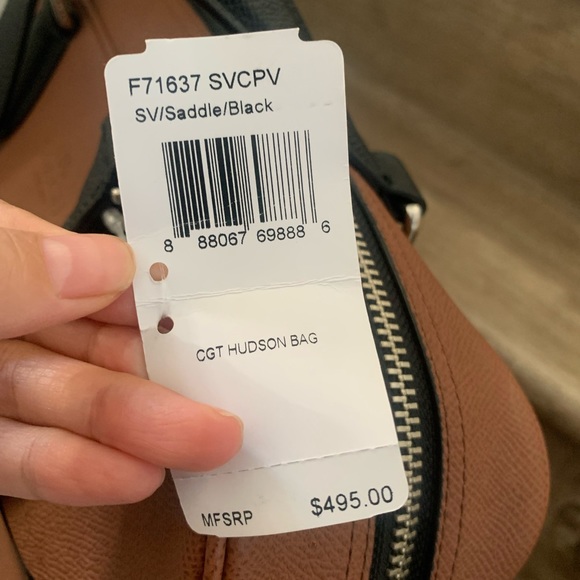 F71637 SVCPV
SV/Saddle/Black
8 88067 69888 6
CGT HUDSON BAG
MFSRP $495.00